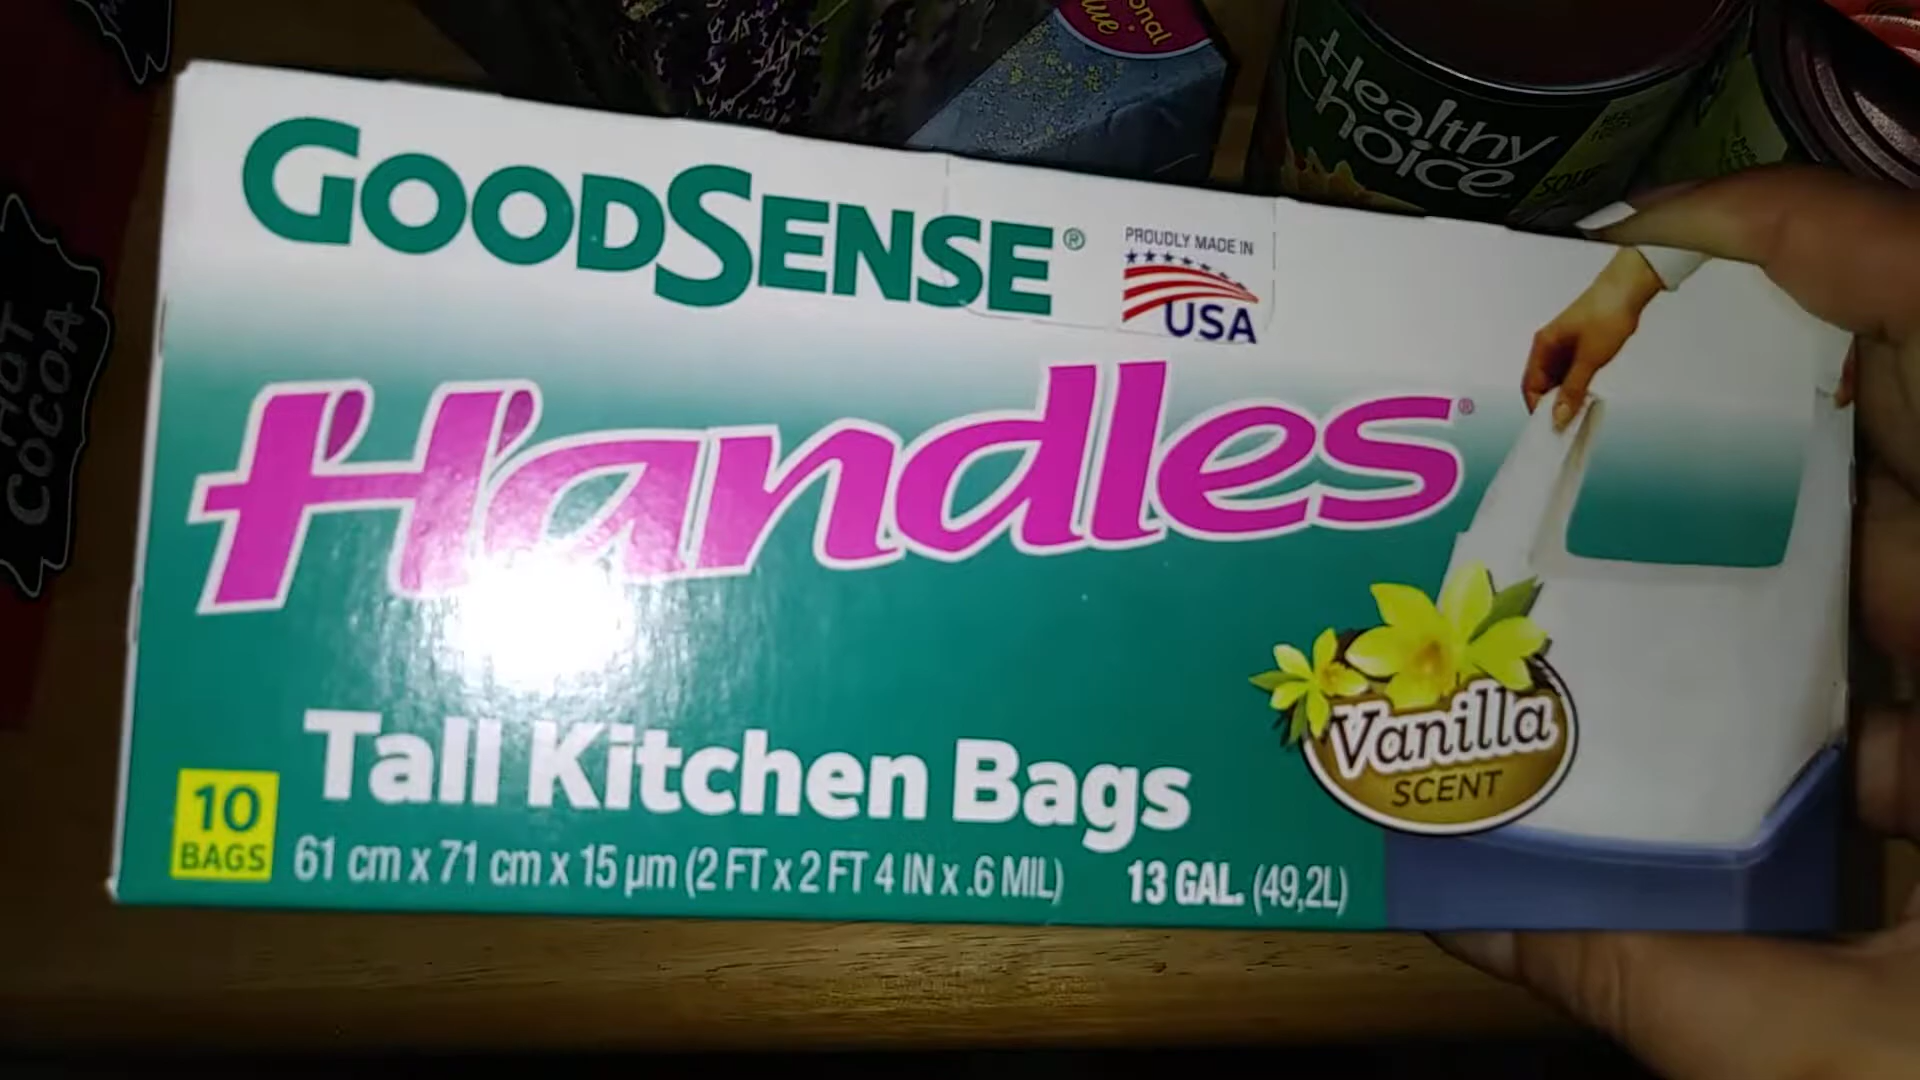 GOODSENSE®
PROUDLY MADE IN
USA
Handles®
Vanilla
SCENT
Tall Kitchen Bags
10
BAGS
61 cm x 71 cm x 15 µm (2 FT x 2 FT 4 IN x .6 MIL)
13 GAL. (49,2L)
Healthy
Choice
HOT
COCOA